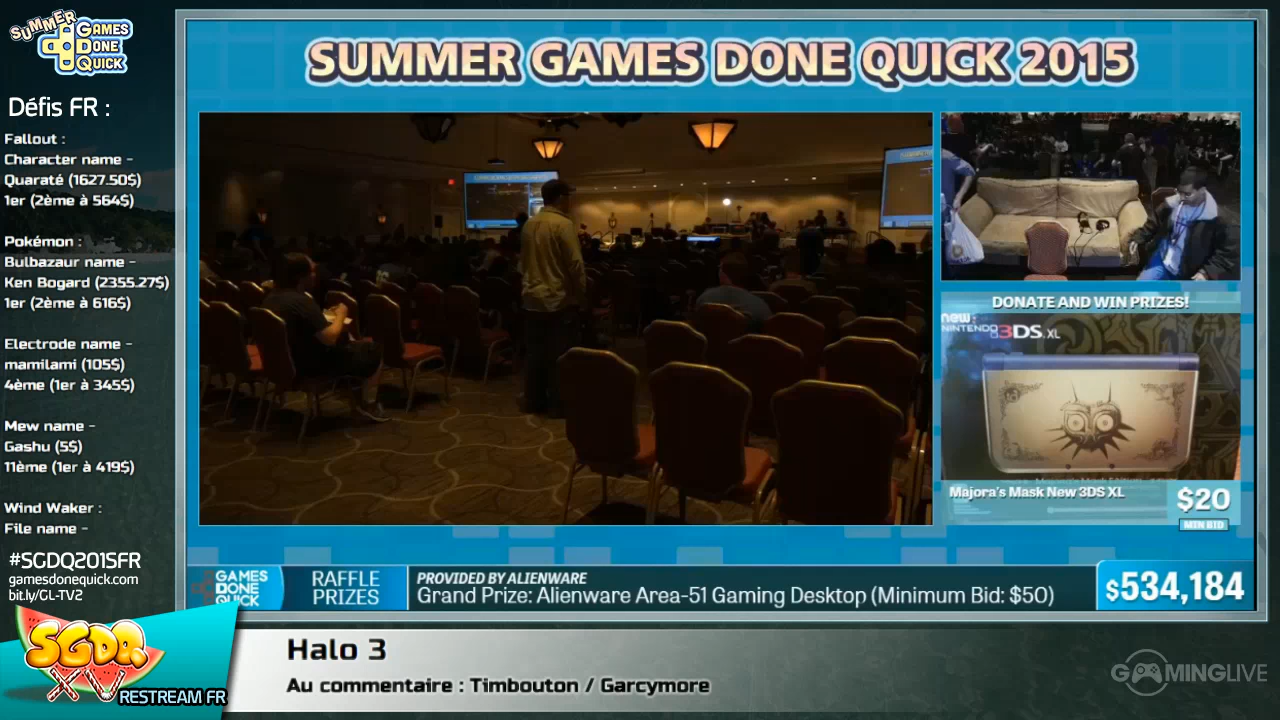 SUMMER
GAMES
DONE
QUICK
Défis FR :
Fallout :
Character name -
Quaraté (1627.50$)
1er (2ème à 564$)
Pokémon :
Bulbazaur name -
Ken Bogard (2355.27$)
1er (2ème à 616$)
Electrode name -
mamilami (105$)
4ème (1er à 345$)
Mew name -
Gashu (5$)
11ème (1er à 419$)
Wind Waker :
File name -
#SGDQ2015FR
gamesdonequick.com
bit.ly/GL-TV2
SGDQ
XV
RESTREAM FR
SUMMER GAMES DONE QUICK 2015
DONATE AND WIN PRIZES!
new
NINTENDO 3DS XL
Majora's Mask New 3DS XL
$20
MIN BID
GAMES
DONE
QUICK
RAFFLE
PRIZES
PROVIDED BY ALIENWARE
Grand Prize: Alienware Area-51 Gaming Desktop (Minimum Bid: $50)
$534,184
Halo 3
Au commentaire : Timbouton / Garcymore
GAMINGLIVE